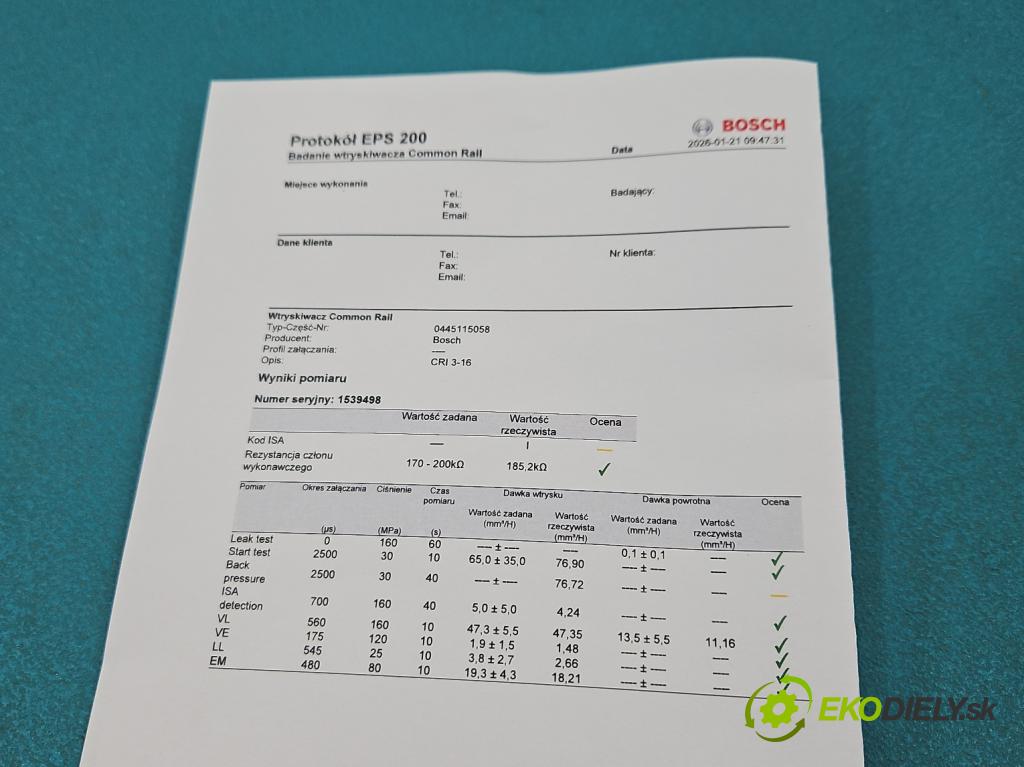 BOSCH
Protokół EPS 200
Badanie wtryskiwacza Common Rail
Data
2026-01-21 09:47:31
Miejsce wykonania
Tel.:
Fax:
Email:
Badający:
Dane klienta
Tel.:
Fax:
Email:
Nr klienta:
Wtryskiwacz Common Rail
Typ-Część-Nr: 0445115058
Producent: Bosch
Profil załączania: ----
Opis: CRI 3-16
Wyniki pomiaru
Numer seryjny: 1539498
Wartość zadana Wartość rzeczywista Ocena
Kod ISA ---- I —
Rezystancja członu wykonawczego 170 - 200kΩ 185,2kΩ ✓
Pomiar Okres załączania Ciśnienie Czas pomiaru Dawka wtrysku Dawka powrotna Ocena
Wartość zadana (mm³/H) Wartość rzeczywista (mm³/H) Wartość zadana (mm³/H) Wartość rzeczywista (mm³/H)
(µs) (MPa) (s)
Leak test 0 160 60 ---- ± ---- ---- 0,1 ± 0,1 ---- ✓
Start test 2500 30 10 65,0 ± 35,0 76,90 ---- ± ---- ---- ✓
Back pressure 2500 30 40 ---- ± ---- 76,72 ---- ± ---- ---- —
ISA detection 700 160 40 5,0 ± 5,0 4,24 ---- ± ---- ---- ✓
VL 560 160 10 47,3 ± 5,5 47,35 13,5 ± 5,5 11,16 ✓
VE 175 120 10 1,9 ± 1,5 1,48 ---- ± ---- ---- ✓
LL 545 25 10 3,8 ± 2,7 2,66 ---- ± ---- ---- ✓
EM 480 80 10 19,3 ± 4,3 18,21 ---- ± ---- ---- ✓
EKODIELY.sk